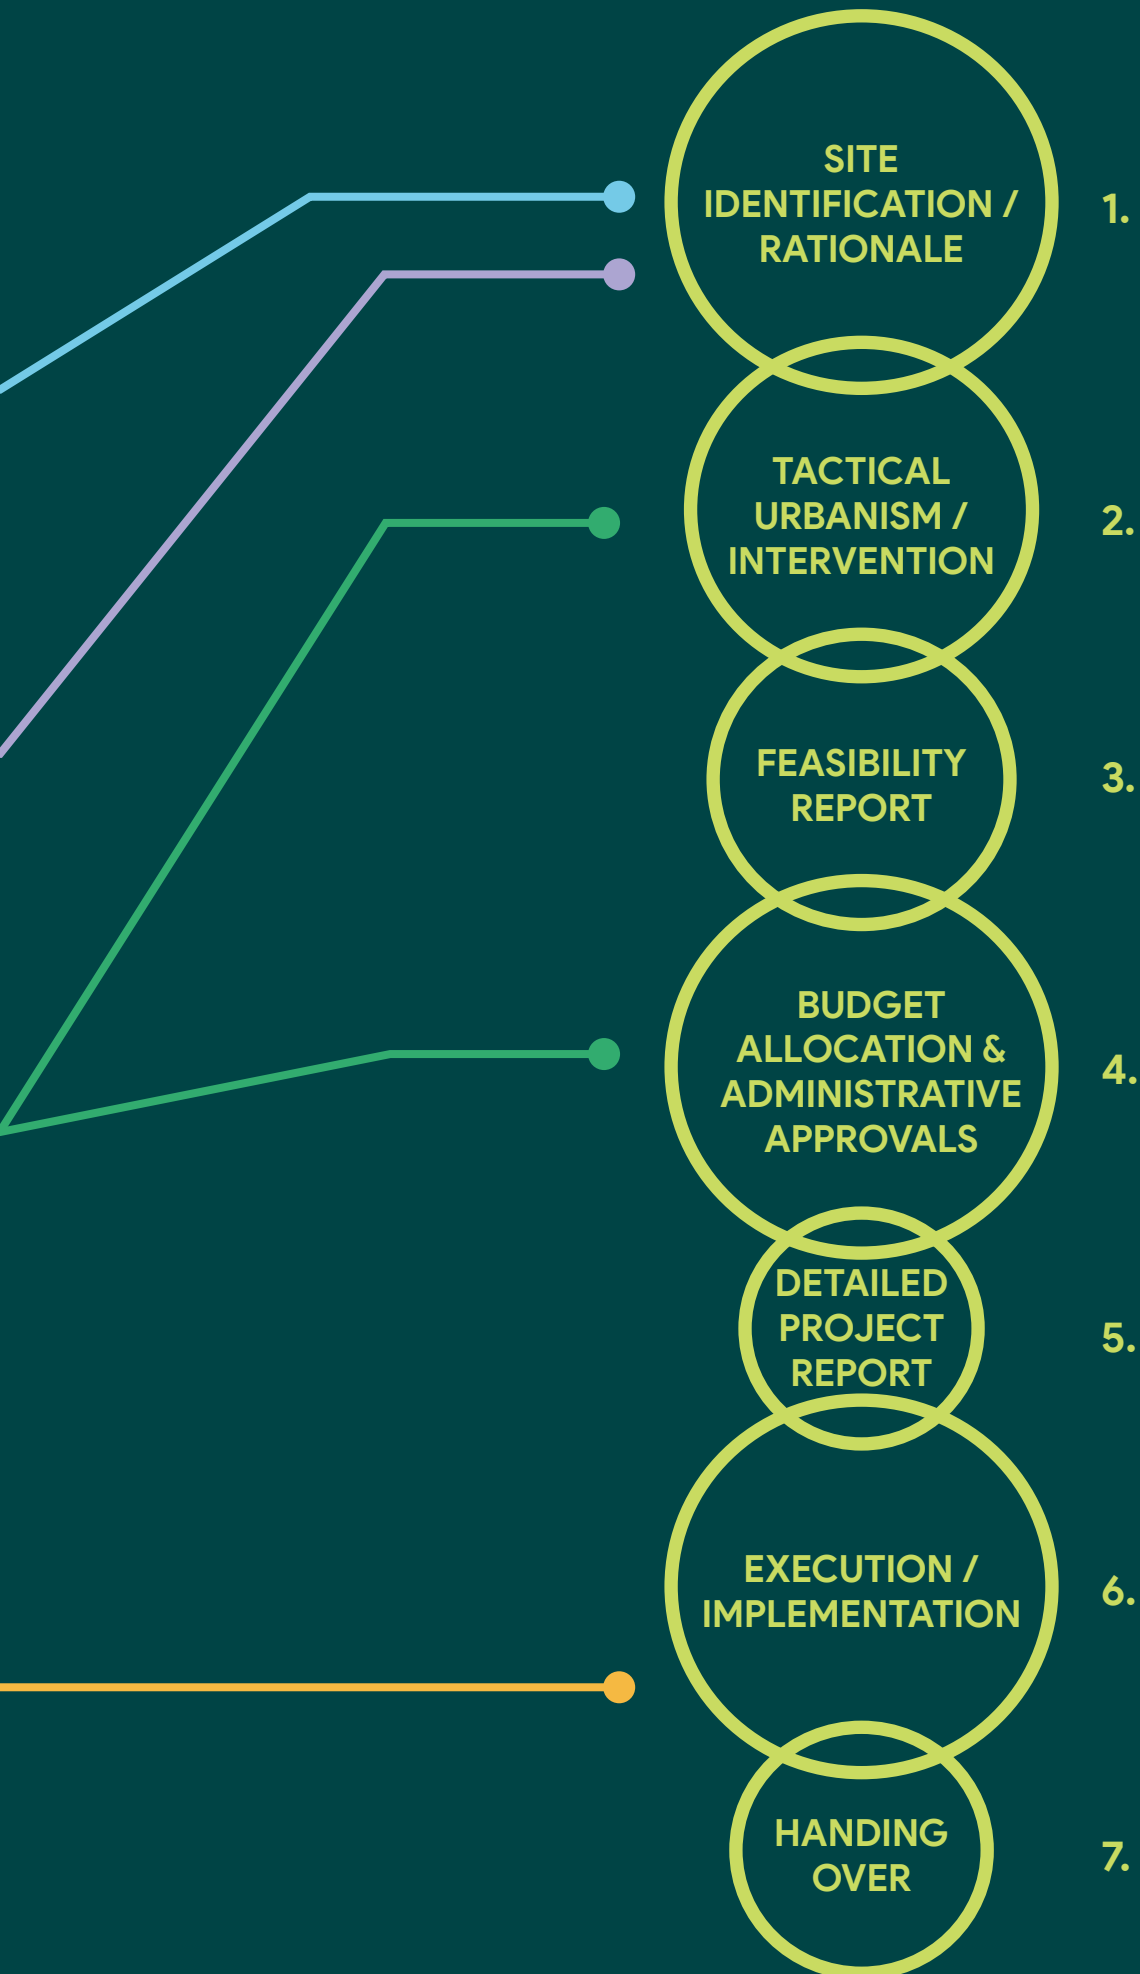 SITE
IDENTIFICATION /
RATIONALE
1.
TACTICAL
URBANISM /
INTERVENTION
2.
FEASIBILITY
REPORT
3.
BUDGET
ALLOCATION &
ADMINISTRATIVE
APPROVALS
4.
DETAILED
PROJECT
REPORT
5.
EXECUTION /
IMPLEMENTATION
6.
HANDING
OVER
7.